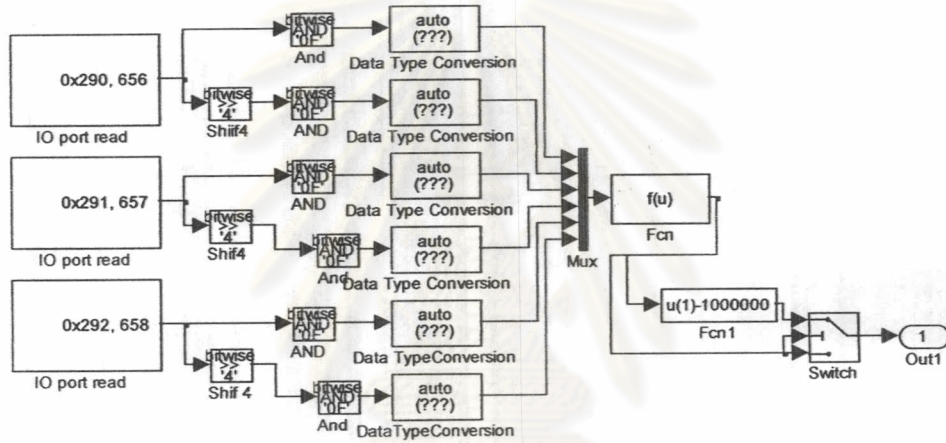 0x290, 656
IO port read
bitwise
AND
'0F'
And
auto
(???)
Data Type Conversion
bitwise
>>
'4'
Shiif4
bitwise
AND
'0F'
AND
auto
(???)
Data Type Conversion
0x291, 657
IO port read
bitwise
AND
'0F'
AND
auto
(???)
Data Type Conversion
bitwise
>>
'4'
Shif4
bitwise
AND
'0F'
And
auto
(???)
Data Type Conversion
0x292, 658
IO port read
bitwise
AND
'0F'
AND
auto
(???)
Data TypeConversion
bitwise
>>
'4'
Shif 4
bitwise
AND
'0F'
And
auto
(???)
DataTypeConversion
Mux
f(u)
Fcn
u(1)-1000000
Fcn1
Switch
1
Out1